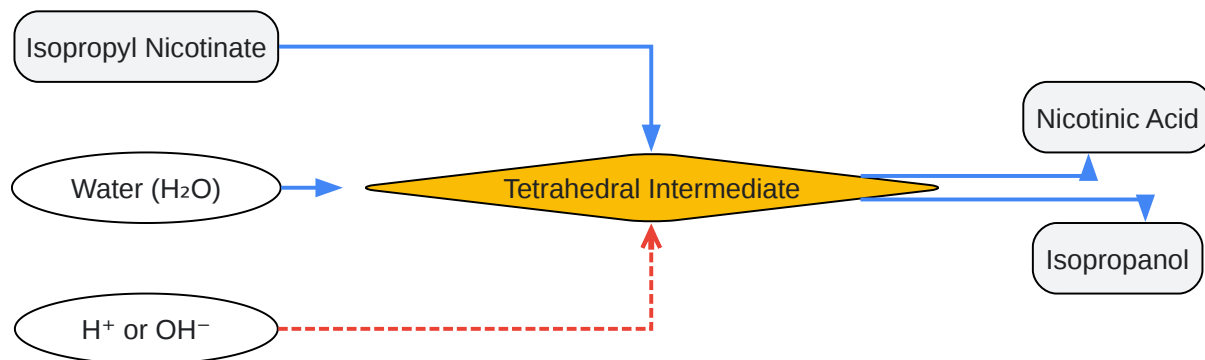 Isopropyl Nicotinate
Nicotinic Acid
Water (H₂O)
Tetrahedral Intermediate
Isopropanol
H⁺ or OH⁻